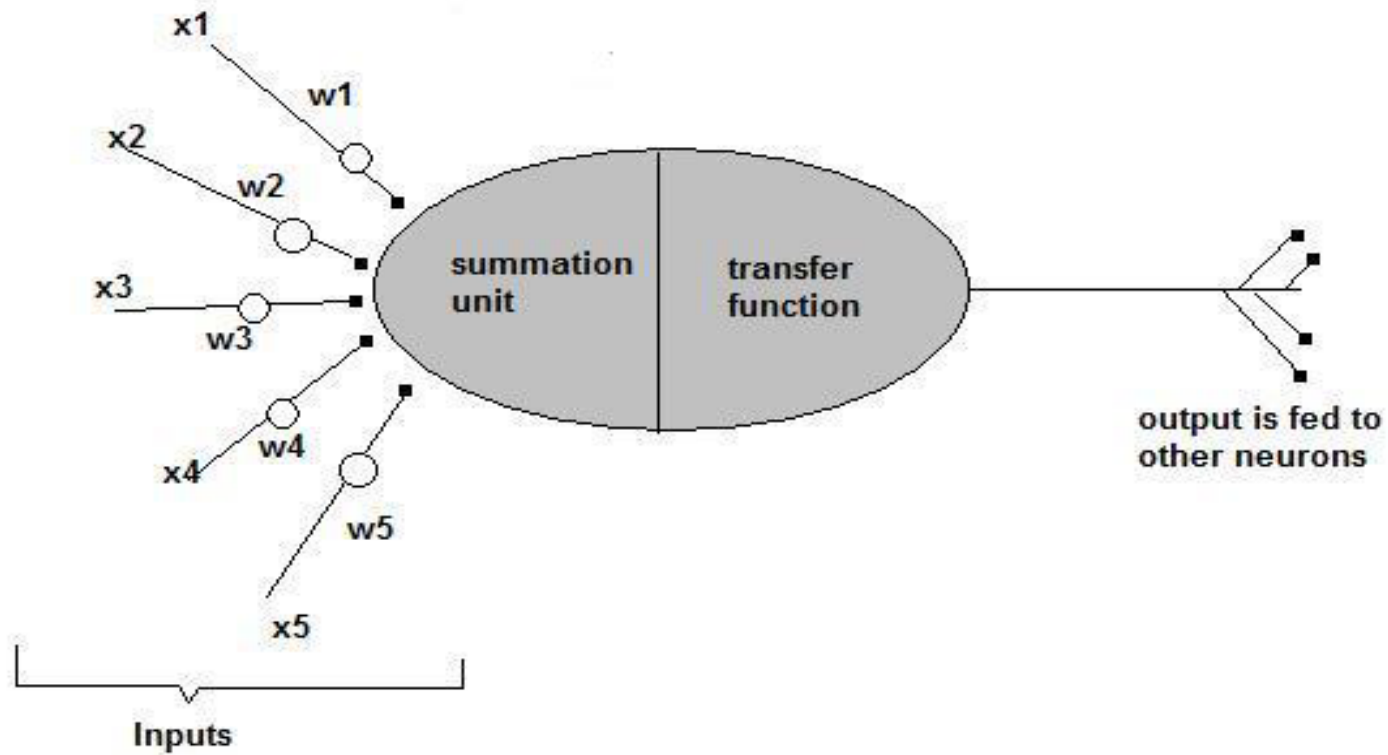 x1
w1
x2
w2
x3
w3
x4
w4
w5
x5
summation
unit
transfer
function
output is fed to
other neurons
Inputs